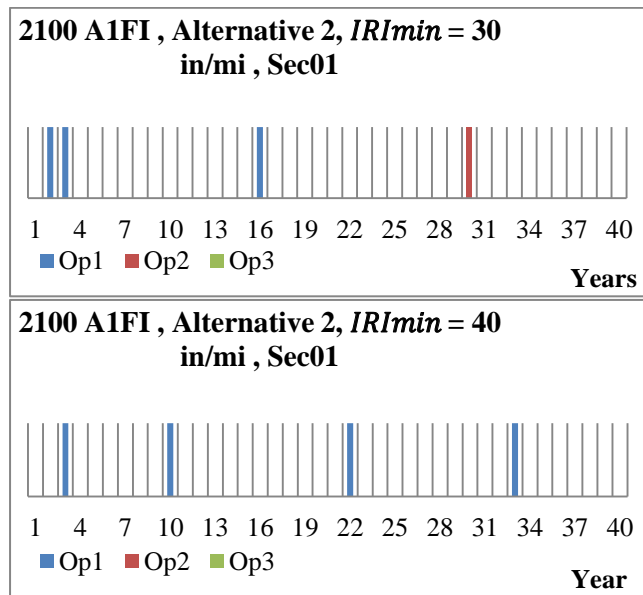 2100 A1FI , Alternative 2, IRImin = 30
in/mi , Sec01
1 4 7 10 13 16 19 22 25 28 31 34 37 40
Op1 Op2 Op3
Years
2100 A1FI , Alternative 2, IRImin = 40
in/mi , Sec01
1 4 7 10 13 16 19 22 25 28 31 34 37 40
Op1 Op2 Op3
Year